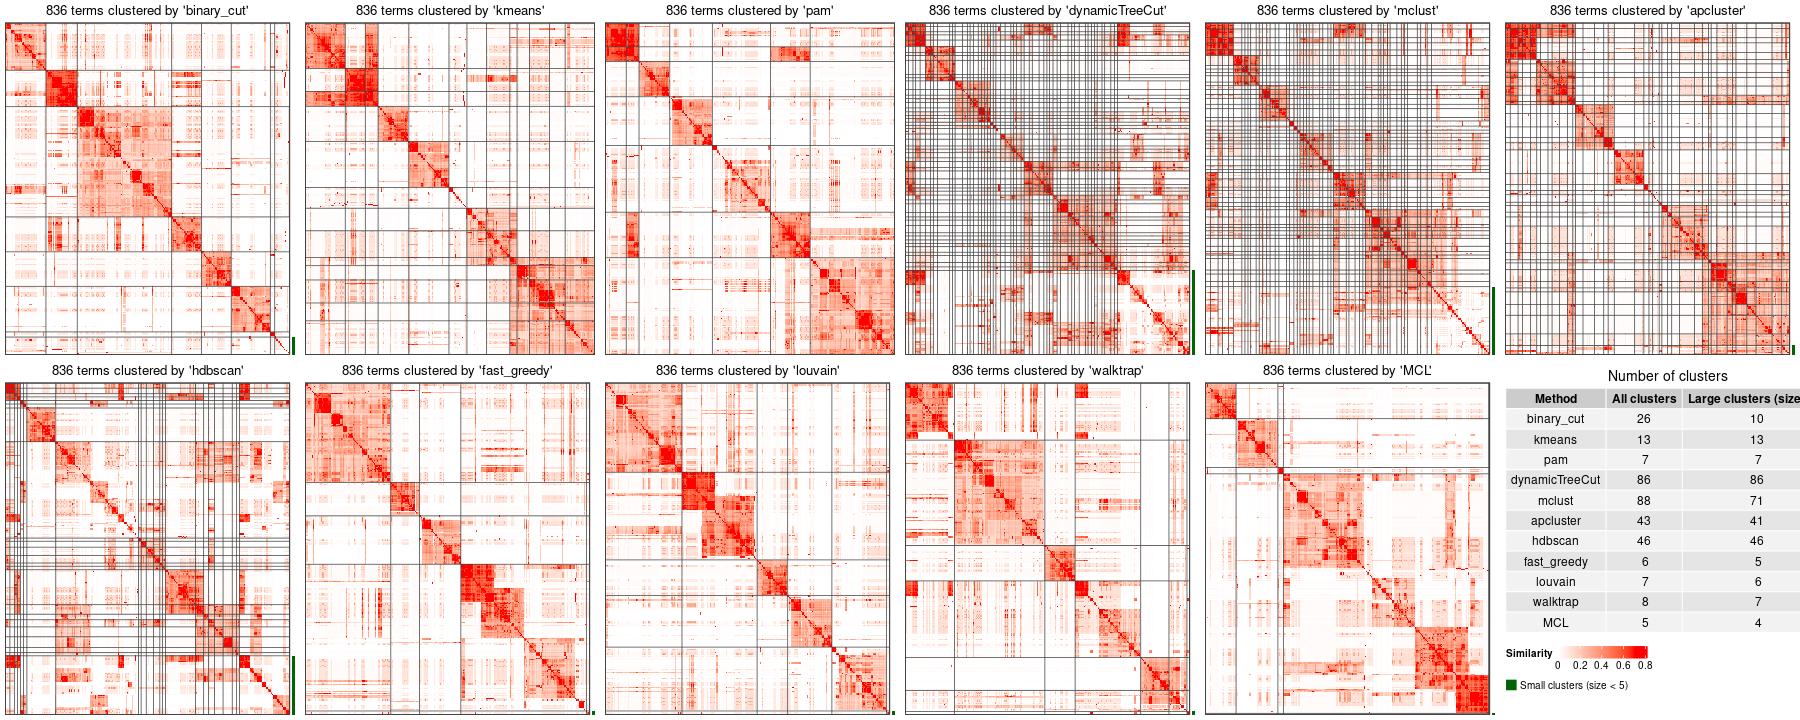 836 terms clustered by 'binary_cut'
836 terms clustered by 'kmeans'
836 terms clustered by 'pam'
836 terms clustered by 'dynamicTreeCut'
836 terms clustered by 'mclust'
836 terms clustered by 'apcluster'
836 terms clustered by 'hdbscan'
836 terms clustered by 'fast_greedy'
836 terms clustered by 'louvain'
836 terms clustered by 'walktrap'
836 terms clustered by 'MCL'
Number of clusters
Method All clusters Large clusters (size
binary_cut 26 10
kmeans 13 13
pam 7 7
dynamicTreeCut 86 86
mclust 88 71
apcluster 43 41
hdbscan 46 46
fast_greedy 6 5
louvain 7 6
walktrap 8 7
MCL 5 4
Similarity
0 0.2 0.4 0.6 0.8
Small clusters (size < 5)